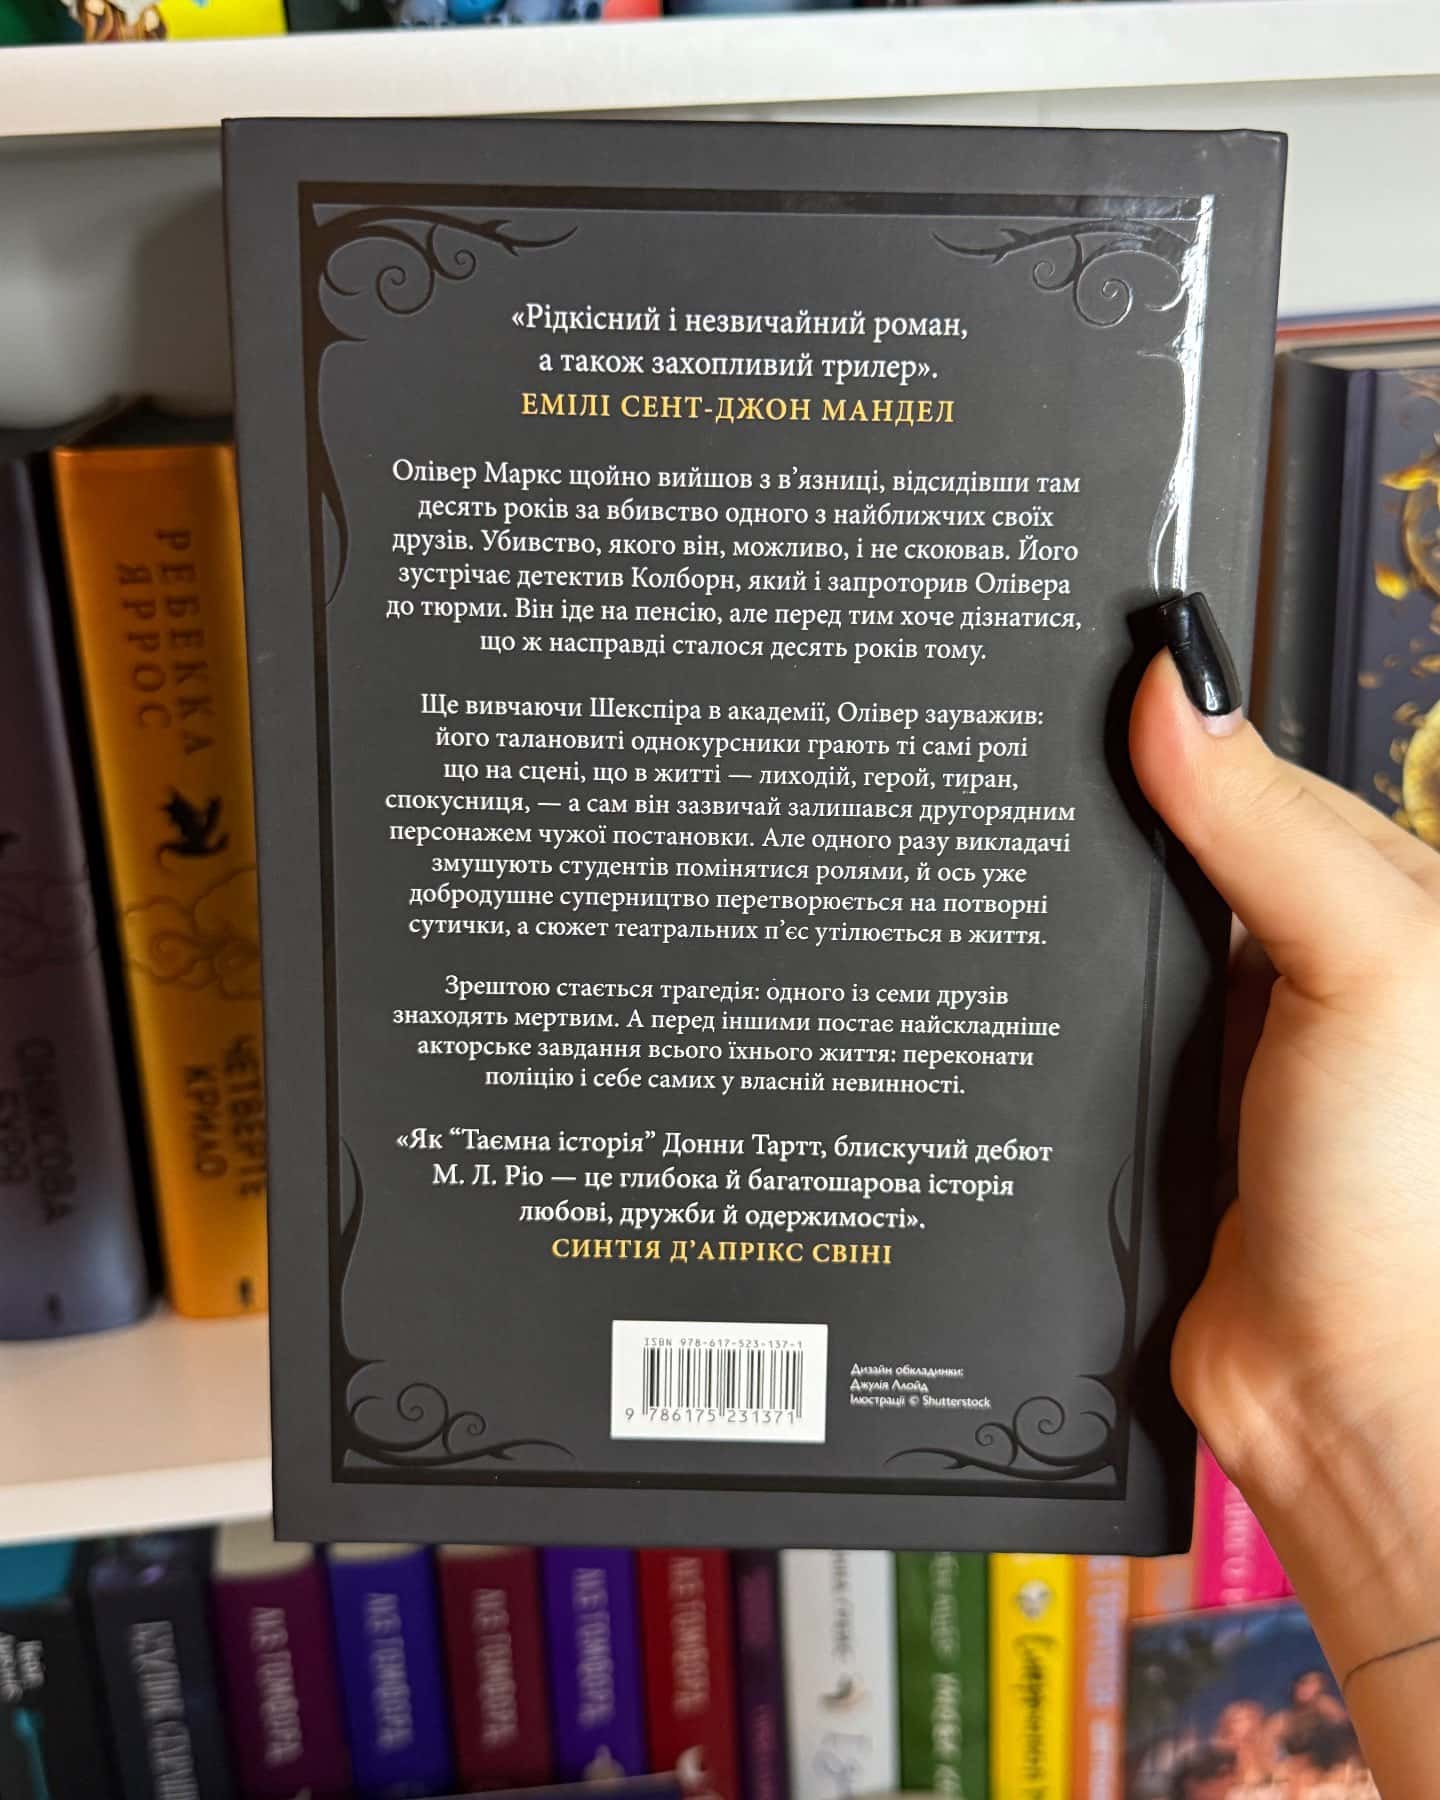 «Рідкісний і незвичайний роман,
а також захопливий трилер».
ЕМІЛІ СЕНТ-ДЖОН МАНДЕЛ
Олівер Маркс щойно вийшов з в’язниці, відсидівши там
десять років за вбивство одного з найближчих своїх
друзів. Убивство, якого він, можливо, і не скоював. Його
зустрічає детектив Колборн, який і запроторив Олівера
до тюрми. Він іде на пенсію, але перед тим хоче дізнатися,
що ж насправді сталося десять років тому.
Ще вивчаючи Шекспіра в академії, Олівер зауважив:
його талановиті однокурсники грають ті самі ролі
що на сцені, що в житті — лиходій, герой, тиран,
спокусниця, — а сам він зазвичай залишався другорядним
персонажем чужої постановки. Але одного разу викладачі
змушують студентів помінятися ролями, й ось уже
добродушне суперництво перетворюється на потворні
сутички, а сюжет театральних п’єс утілюється в життя.
Зрештою стається трагедія: одного із семи друзів
знаходять мертвим. А перед іншими постає найскладніше
акторське завдання всього їхнього життя: переконати
поліцію і себе самих у власній невинності.
«Як “Таємна історія” Донни Тартт, блискучий дебют
М. Л. Ріо — це глибока й багатошарова історія
любові, дружби й одержимості».
СИНТІЯ Д’АПРІКС СВІНІ
ISBN 978-617-523-137-1
9 786175 231371
Дизайн обкладинки:
Джулія Ллойд
Ілюстрації © Shutterstock
РЕБЕККА
ЯРРОС
ЧЕТВЕРТЕ
КРИЛО
ОНИКСОВА
БУРЯ